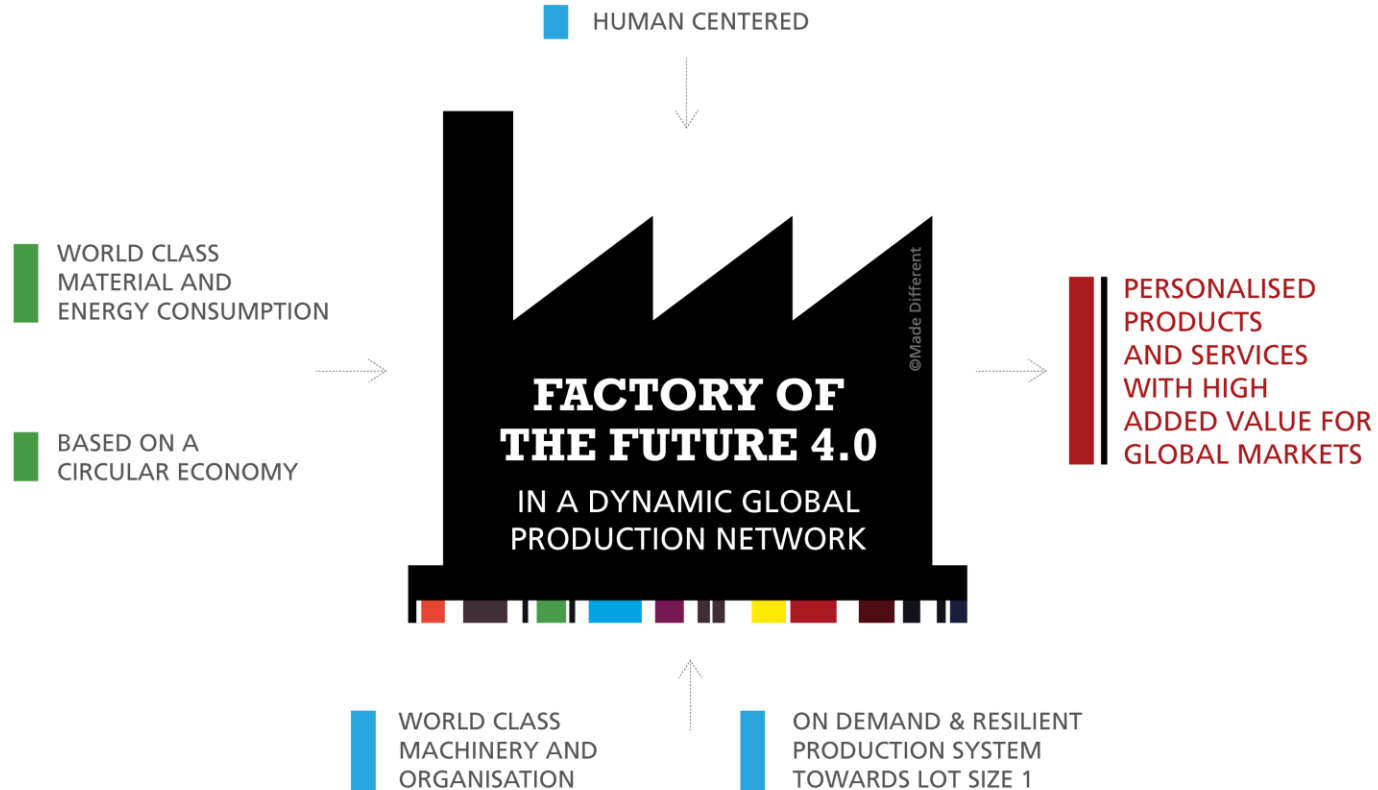 HUMAN CENTERED
WORLD CLASS
MATERIAL AND
ENERGY CONSUMPTION
BASED ON A
CIRCULAR ECONOMY
©Made Different
FACTORY OF
THE FUTURE 4.0
IN A DYNAMIC GLOBAL
PRODUCTION NETWORK
PERSONALISED
PRODUCTS
AND SERVICES
WITH HIGH
ADDED VALUE FOR
GLOBAL MARKETS
WORLD CLASS
MACHINERY AND
ORGANISATION
ON DEMAND & RESILIENT
PRODUCTION SYSTEM
TOWARDS LOT SIZE 1